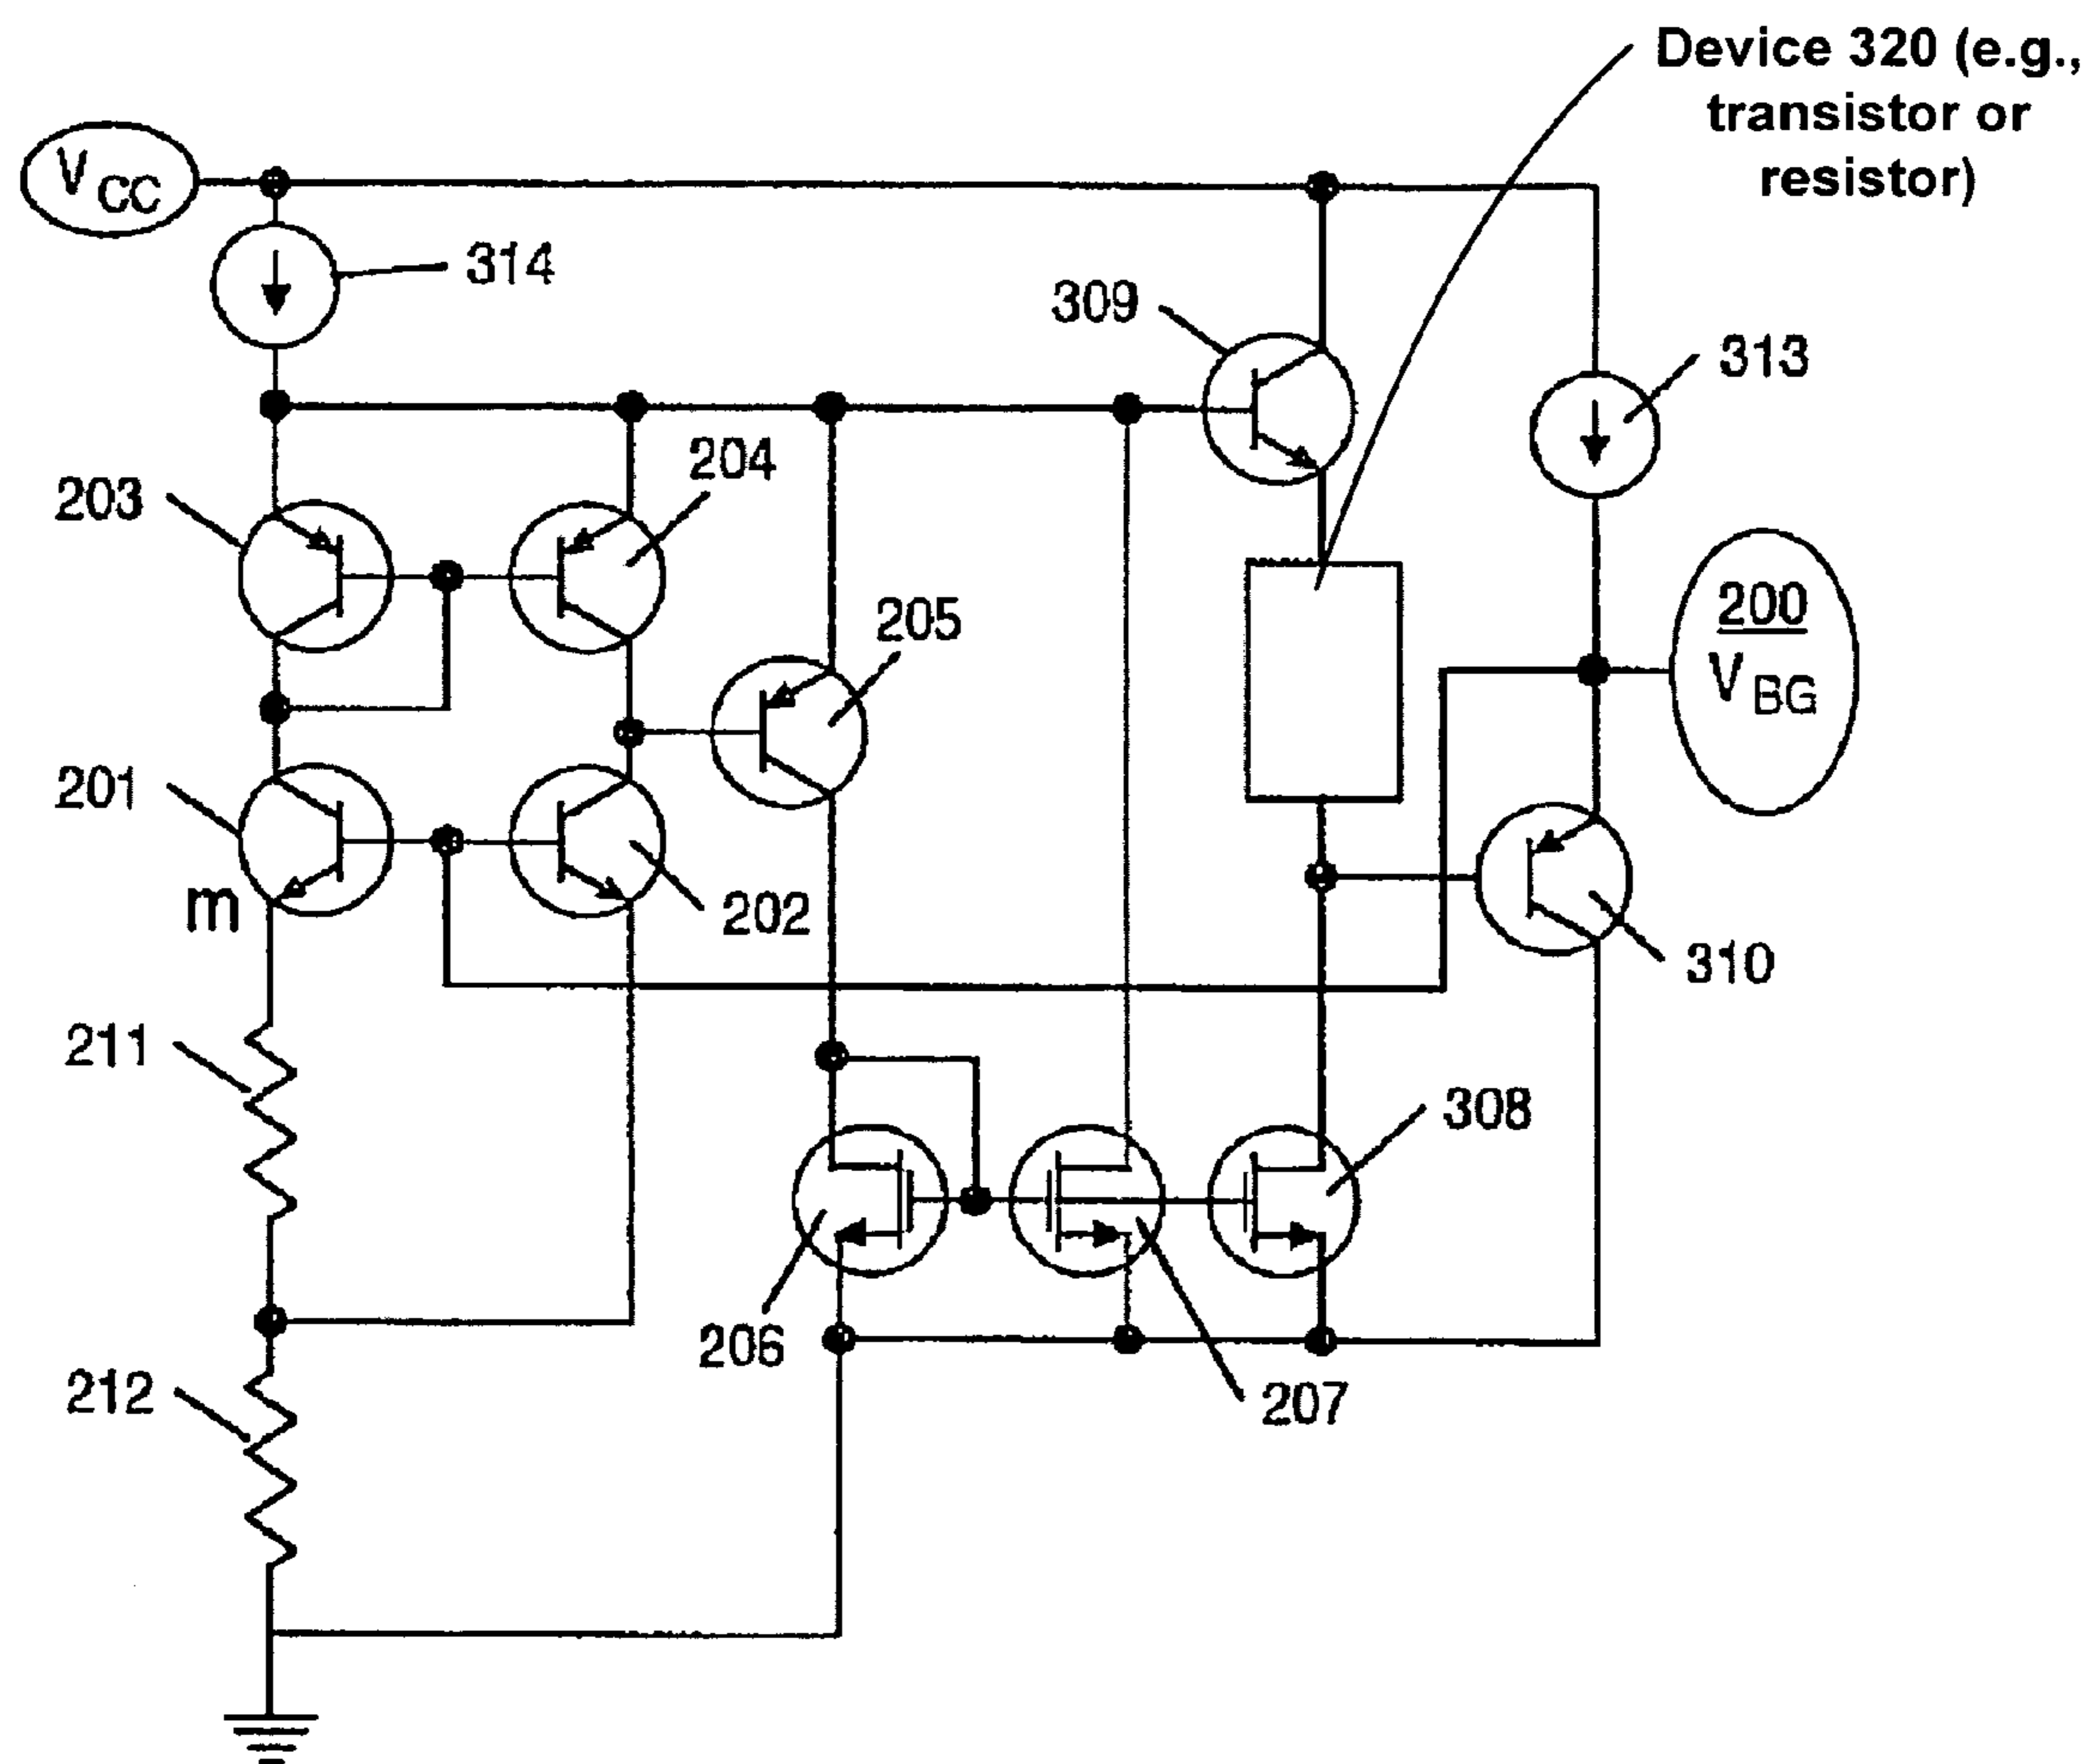 Device 320 (e.g.,
transistor or
resistor)
VCC
314
309
313
203
204
205
200
VBG
201
m
202
310
211
308
206
207
212